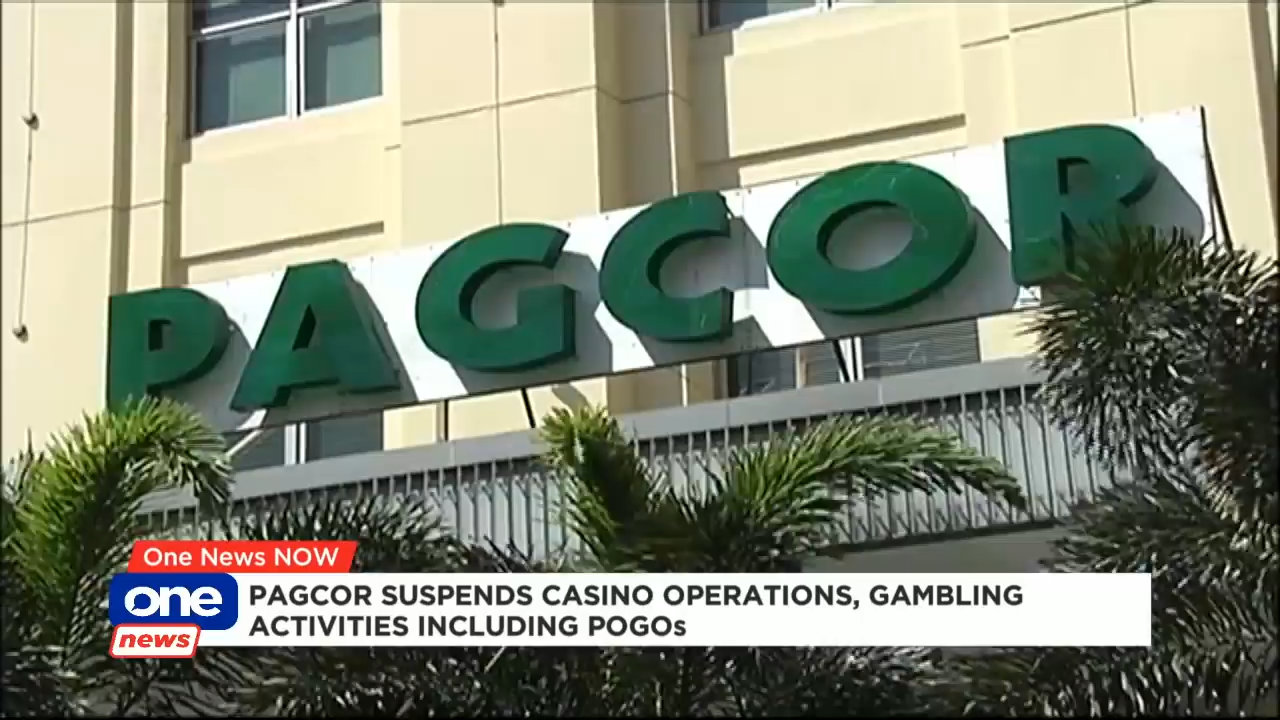 PAGCOR
One News NOW
one
news
PAGCOR SUSPENDS CASINO OPERATIONS, GAMBLING
ACTIVITIES INCLUDING POGOs